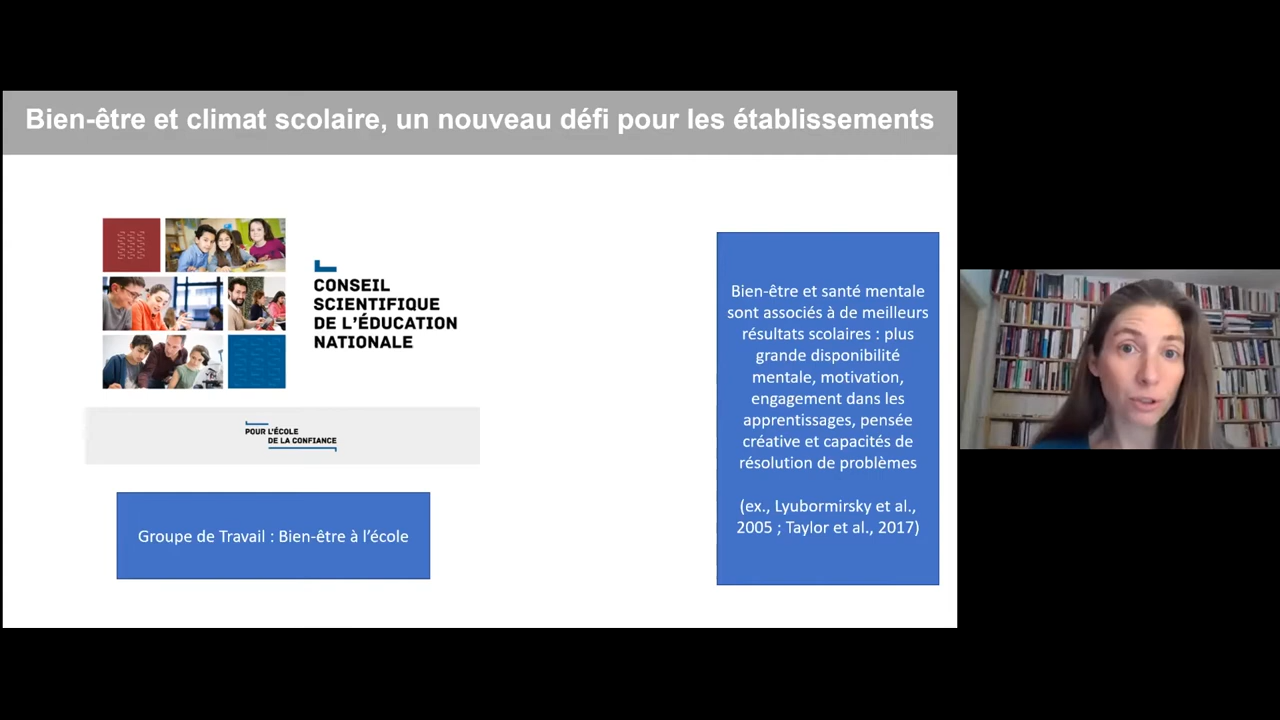 Bien-être et climat scolaire, un nouveau défi pour les établissements
CONSEIL
SCIENTIFIQUE
DE L'ÉDUCATION
NATIONALE
POUR L'ÉCOLE
DE LA CONFIANCE
Groupe de Travail : Bien-être à l'école
Bien-être et santé mentale
sont associés à de meilleurs
résultats scolaires : plus
grande disponibilité
mentale, motivation,
engagement dans les
apprentissages, pensée
créative et capacités de
résolution de problèmes
(ex., Lyubormirsky et al.,
2005 ; Taylor et al., 2017)